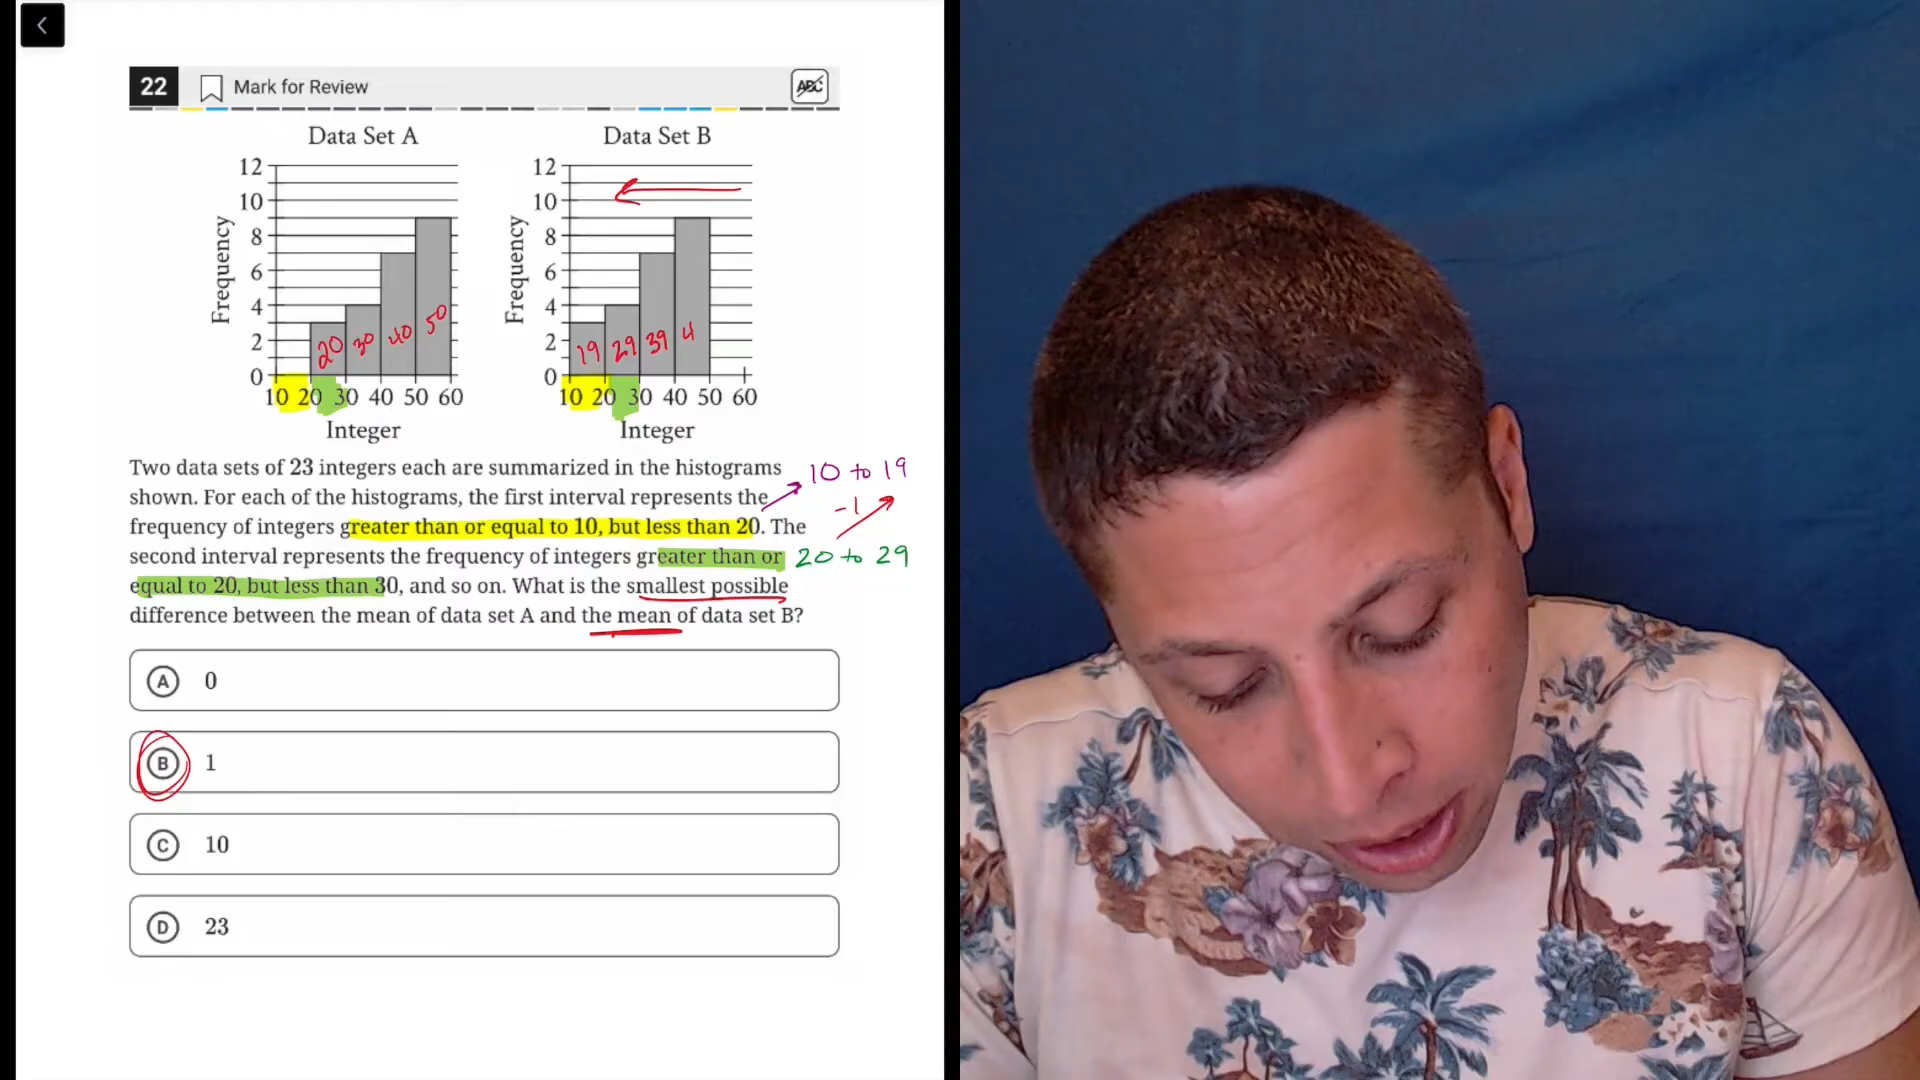 22 Mark for Review ABC
Data Set A
12
10
8
6
4
2
0
Frequency
20 30 40 50
10 20 30 40 50 60
Integer
Data Set B
12
10
8
6
4
2
0
Frequency
19 29 39 4
10 20 30 40 50 60
Integer
Two data sets of 23 integers each are summarized in the histograms
shown. For each of the histograms, the first interval represents the
frequency of integers greater than or equal to 10, but less than 20. The
second interval represents the frequency of integers greater than or
equal to 20, but less than 30, and so on. What is the smallest possible
difference between the mean of data set A and the mean of data set B?
10 to 19
-1
20 to 29
A 0
B 1
C 10
D 23